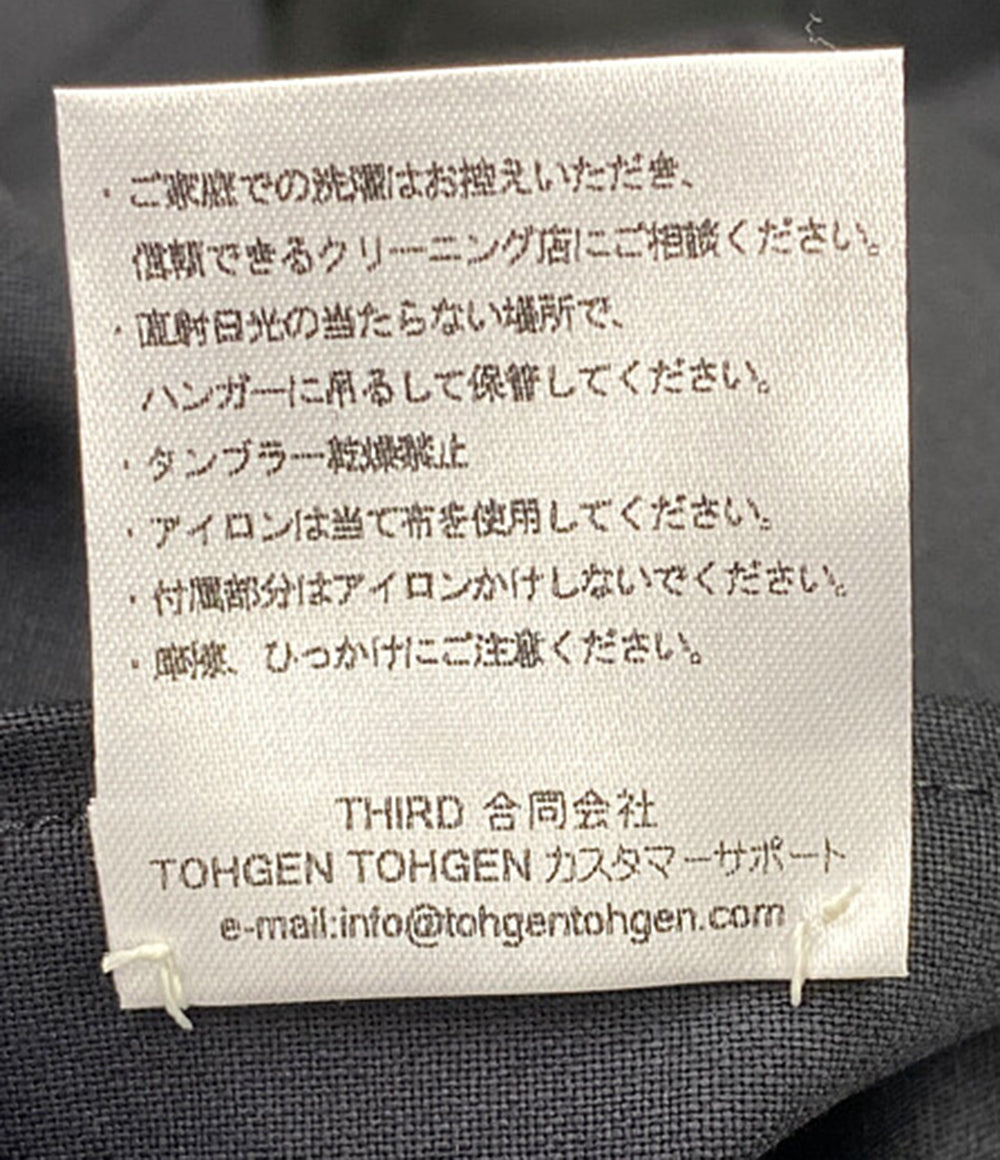 ・ご家庭での洗濯はお控えいただき、
信頼できるクリーニング店にご相談ください。
・直射日光の当たらない場所で、
ハンガーに吊るして保管してください。
・タンブラー乾燥禁止
・アイロンは当て布を使用してください。
・付属部分はアイロンかけしないでください。
・摩擦、ひっかけにご注意ください。
THIRD 合同会社
TOHGEN TOHGEN カスタマーサポート
e-mail:info@tohgentohgen.com